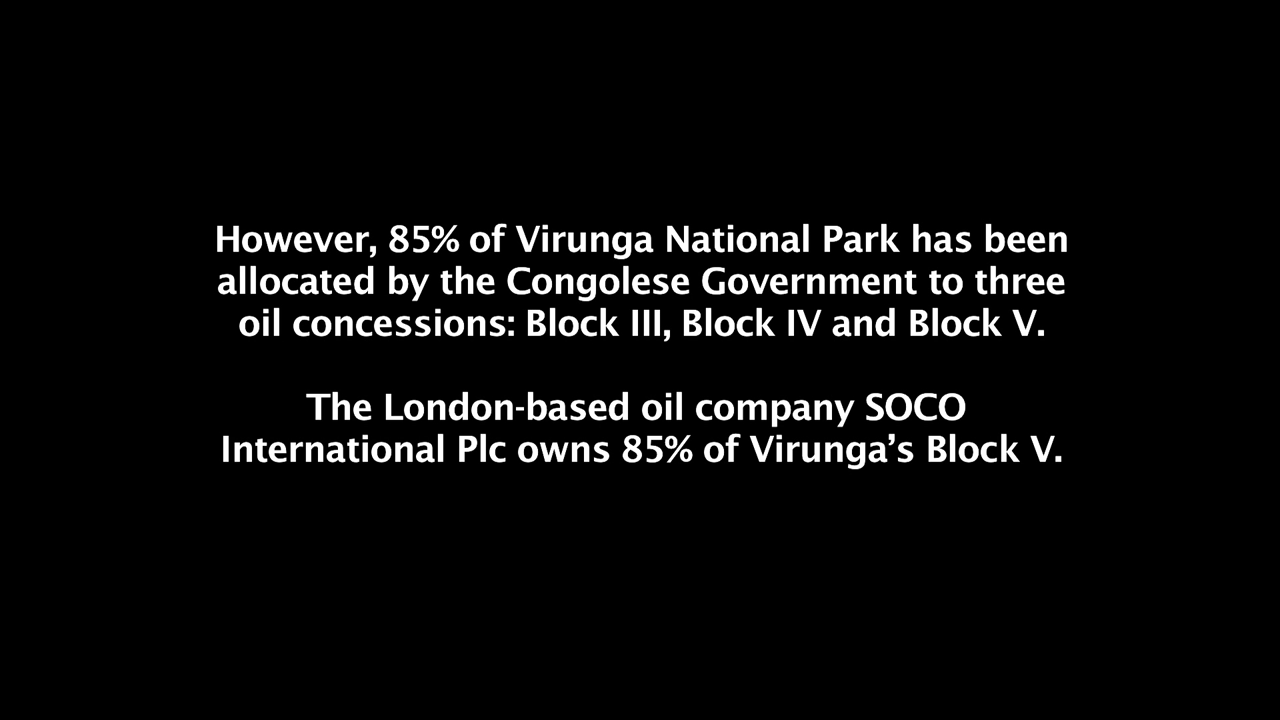 However, 85% of Virunga National Park has been
allocated by the Congolese Government to three
oil concessions: Block III, Block IV and Block V.
The London-based oil company SOCO
International Plc owns 85% of Virunga’s Block V.